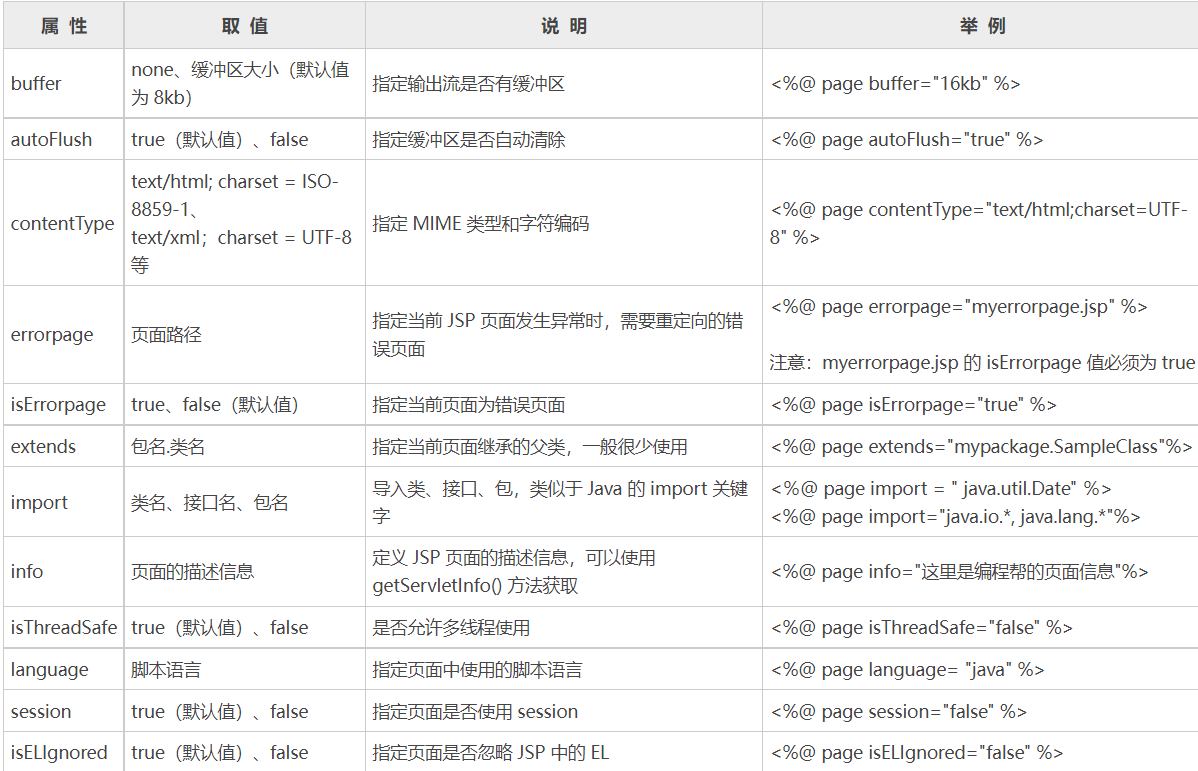 属 性 取 值 说 明 举 例
buffer
none、缓冲区大小（默认值
为 8kb）
指定输出流是否有缓冲区
<%@ page buffer="16kb" %>
autoFlush
true（默认值）、false
指定缓冲区是否自动清除
<%@ page autoFlush="true" %>
contentType
text/html; charset = ISO-
8859-1、
text/xml；charset = UTF-8
等
指定 MIME 类型和字符编码
<%@ page contentType="text/html;charset=UTF-
8" %>
errorpage
页面路径
指定当前 JSP 页面发生异常时，需要重定向的错
误页面
<%@ page errorpage="myerrorpage.jsp" %>
注意：myerrorpage.jsp 的 isErrorpage 值必须为 true
isErrorpage
true、false（默认值）
指定当前页面为错误页面
<%@ page isErrorpage="true" %>
extends
包名.类名
指定当前页面继承的父类，一般很少使用
<%@ page extends="mypackage.SampleClass"%>
import
类名、接口名、包名
导入类、接口、包，类似于 Java 的 import 关键
字
<%@ page import = " java.util.Date" %>
<%@ page import="java.io.*, java.lang.*"%>
info
页面的描述信息
定义 JSP 页面的描述信息，可以使用
getServletInfo() 方法获取
<%@ page info="这里是编程帮的页面信息"%>
isThreadSafe
true（默认值）、false
是否允许多线程使用
<%@ page isThreadSafe="false" %>
language
脚本语言
指定页面中使用的脚本语言
<%@ page language= "java" %>
session
true（默认值）、false
指定页面是否使用 session
<%@ page session="false" %>
isELIgnored
true（默认值）、false
指定页面是否忽略 JSP 中的 EL
<%@ page isELIgnored="false" %>